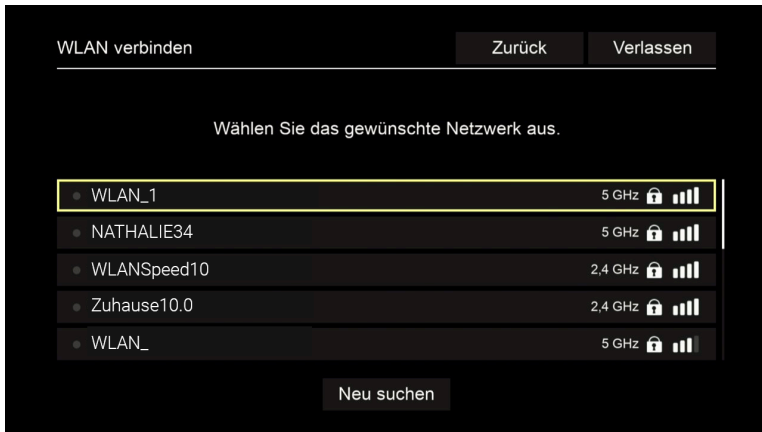 WLAN verbinden Zurück Verlassen
Wählen Sie das gewünschte Netzwerk aus.
WLAN_1 5 GHz
NATHALIE34 5 GHz
WLANSpeed10 2,4 GHz
Zuhause10.0 2,4 GHz
WLAN_ 5 GHz
Neu suchen